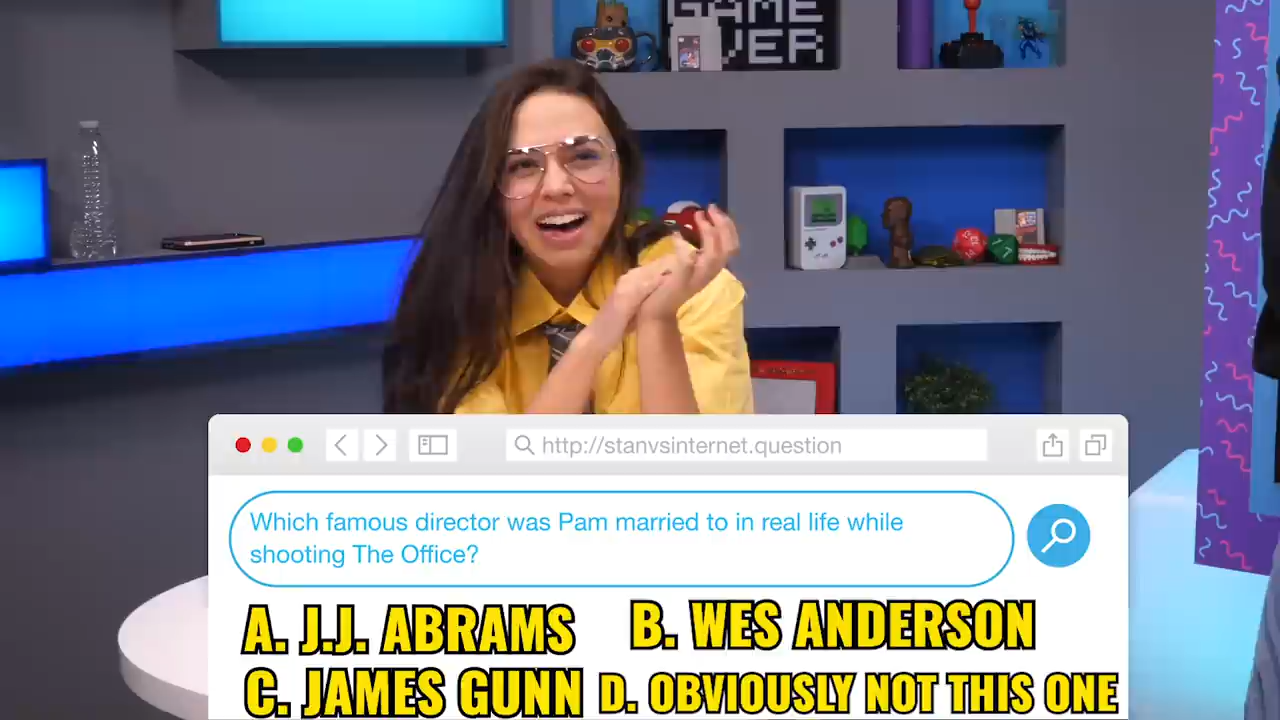 GAME
OVER
http://stanvsinternet.question
Which famous director was Pam married to in real life while
shooting The Office?
A. J.J. ABRAMS B. WES ANDERSON
C. JAMES GUNN D. OBVIOUSLY NOT THIS ONE